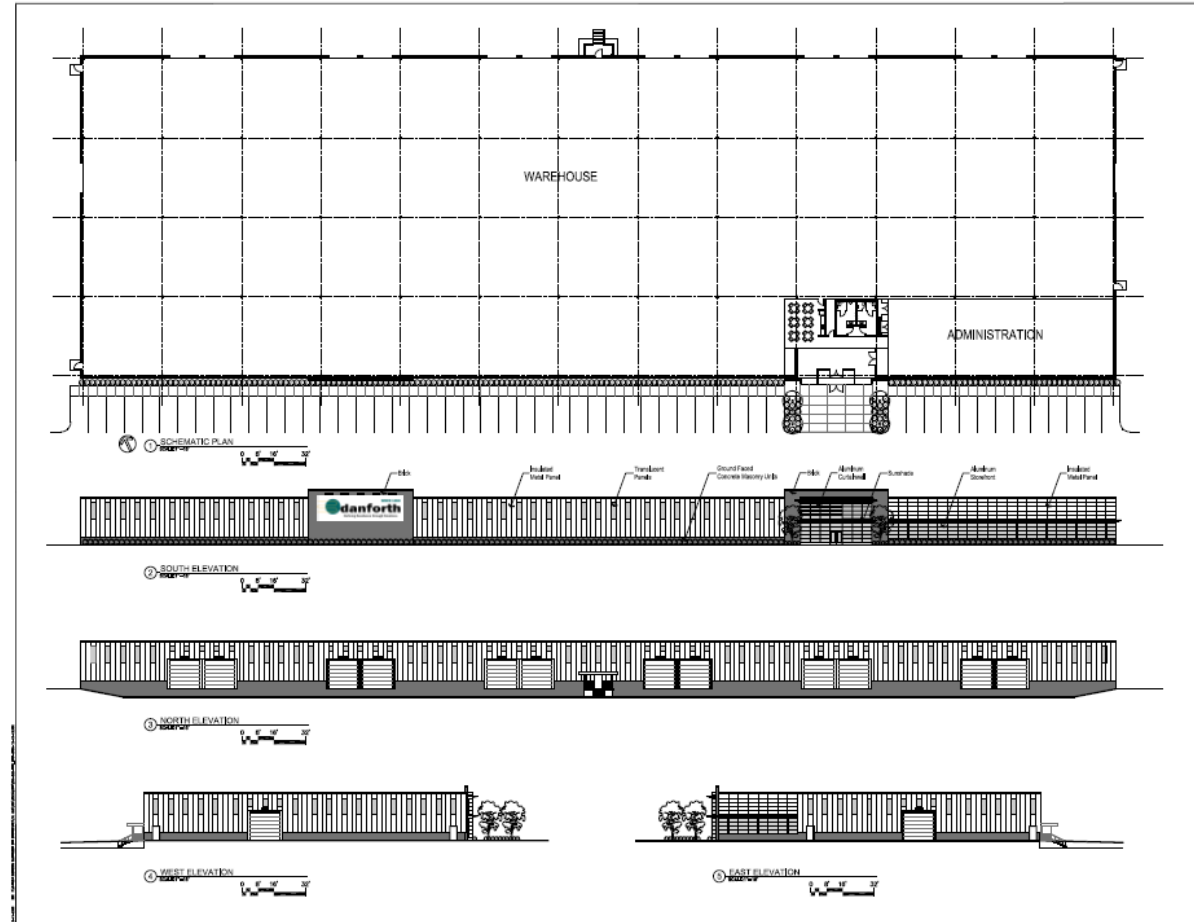 WAREHOUSE
ADMINISTRATION
1 SCHEMATIC PLAN
0 8' 16' 32'
Brick
Insulated
Metal Panel
Translucent
Panels
Ground Faced
Concrete Masonry Units
Brick
Aluminum
Curtainwall
Sunshade
Aluminum
Storefront
Insulated
Metal Panel
danforth
2 SOUTH ELEVATION
0 8' 16' 32'
3 NORTH ELEVATION
0 8' 16' 32'
4 WEST ELEVATION
0 8' 16' 32'
5 EAST ELEVATION
0 8' 16' 32'